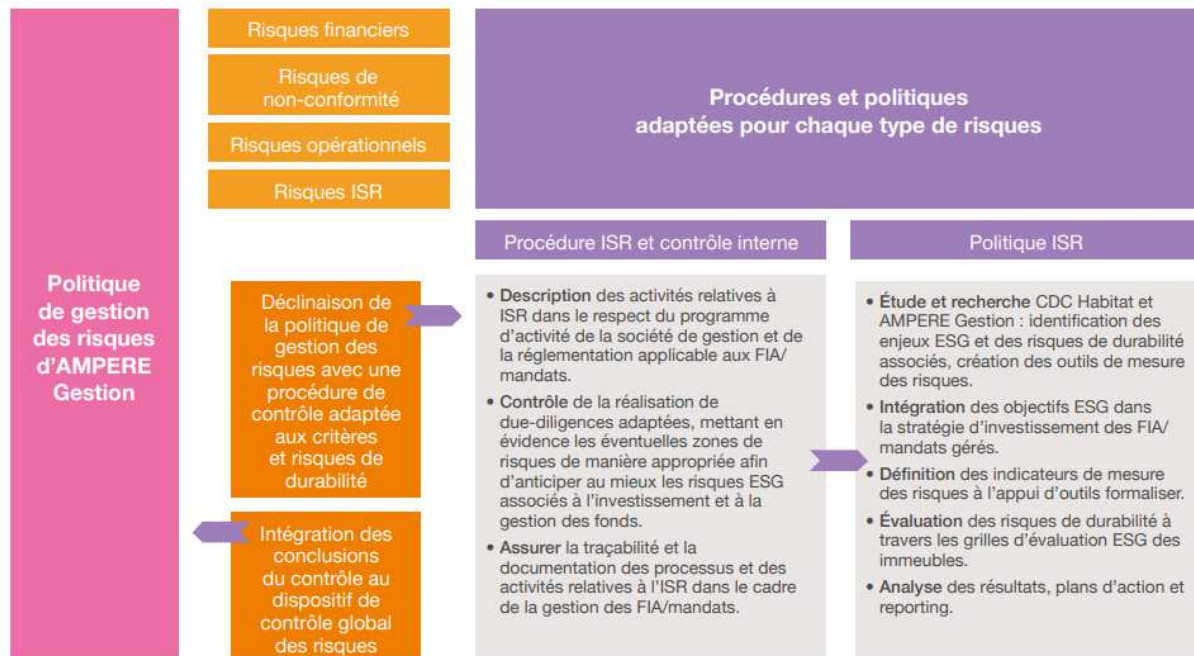 Politique
de gestion
des risques
d'AMPERE
Gestion
Risques financiers
Risques de
non-conformité
Risques opérationnels
Risques ISR
Procédures et politiques
adaptées pour chaque type de risques
Déclinaison de
la politique de
gestion des
risques avec une
procédure de
contrôle adaptée
aux critères
et risques de
durabilité
Intégration des
conclusions
du contrôle au
dispositif de
contrôle global
des risques
Procédure ISR et contrôle interne
• Description des activités relatives à
ISR dans le respect du programme
d'activité de la société de gestion et de
la réglementation applicable aux FIA/
mandats.
• Contrôle de la réalisation de
due-diligences adaptées, mettant en
évidence les éventuelles zones de
risques de manière appropriée afin
d'anticiper au mieux les risques ESG
associés à l'investissement et à la
gestion des fonds.
• Assurer la traçabilité et la
documentation des processus et des
activités relatives à l'ISR dans le cadre
de la gestion des FIA/mandats.
Politique ISR
• Étude et recherche CDC Habitat et
AMPERE Gestion : identification des
enjeux ESG et des risques de durabilité
associés, création des outils de mesure
des risques.
• Intégration des objectifs ESG dans
la stratégie d'investissement des FIA/
mandats gérés.
• Définition des indicateurs de mesure
des risques à l'appui d'outils formaliser.
• Évaluation des risques de durabilité à
travers les grilles d'évaluation ESG des
immeubles.
• Analyse des résultats, plans d'action et
reporting.